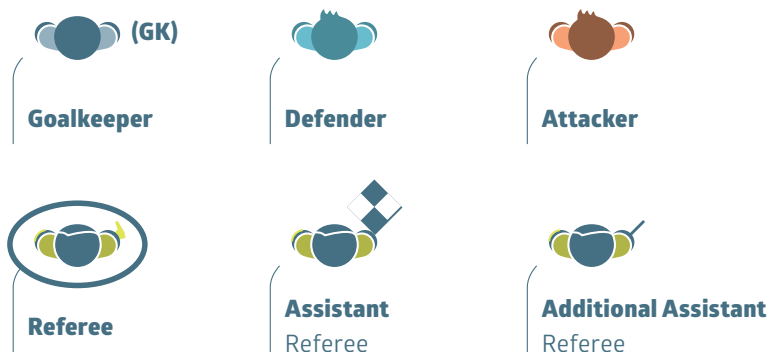 (GK)
Goalkeeper
Defender
Attacker
Referee
Assistant
Referee
Additional Assistant
Referee